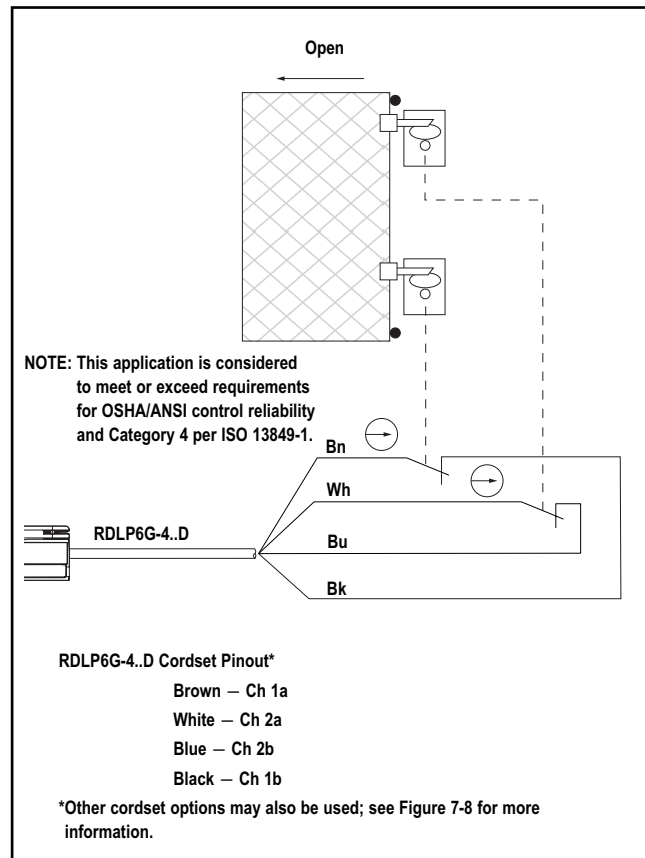 Open
NOTE: This application is considered
to meet or exceed requirements
for OSHA/ANSI control reliability
and Category 4 per ISO 13849-1.
Bn
Wh
RDLP6G-4..D
Bu
Bk
RDLP6G-4..D Cordset Pinout*
Brown — Ch 1a
White — Ch 2a
Blue — Ch 2b
Black — Ch 1b
*Other cordset options may also be used; see Figure 7-8 for more
information.